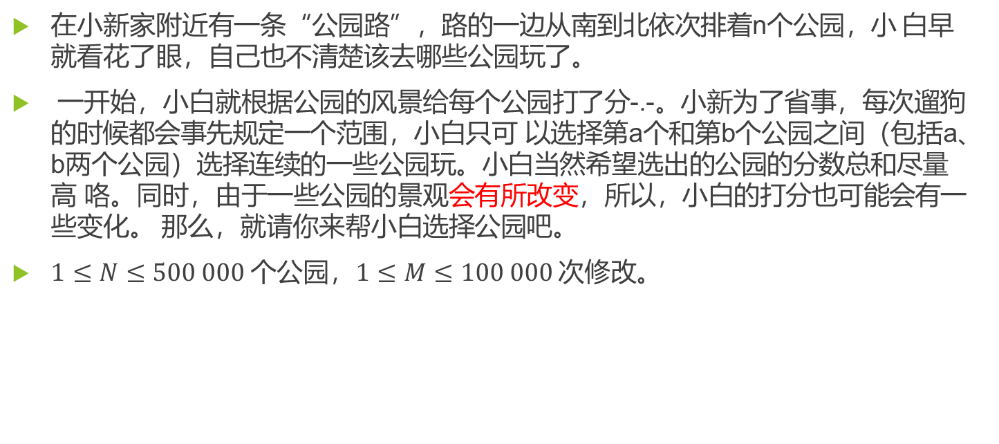 在小新家附近有一条“公园路”，路的一边从南到北依次排着n个公园，小 白早
就看花了眼，自己也不清楚该去哪些公园玩了。
一开始，小白就根据公园的风景给每个公园打了分-.-。小新为了省事，每次遛狗
的时候都会事先规定一个范围，小白只可 以选择第a个和第b个公园之间（包括a、
b两个公园）选择连续的一些公园玩。小白当然希望选出的公园的分数总和尽量
高 咯。同时，由于一些公园的景观会有所改变，所以，小白的打分也可能会有一
些变化。 那么，就请你来帮小白选择公园吧。
1 ≤ N ≤ 500 000 个公园，1 ≤ M ≤ 100 000 次修改。